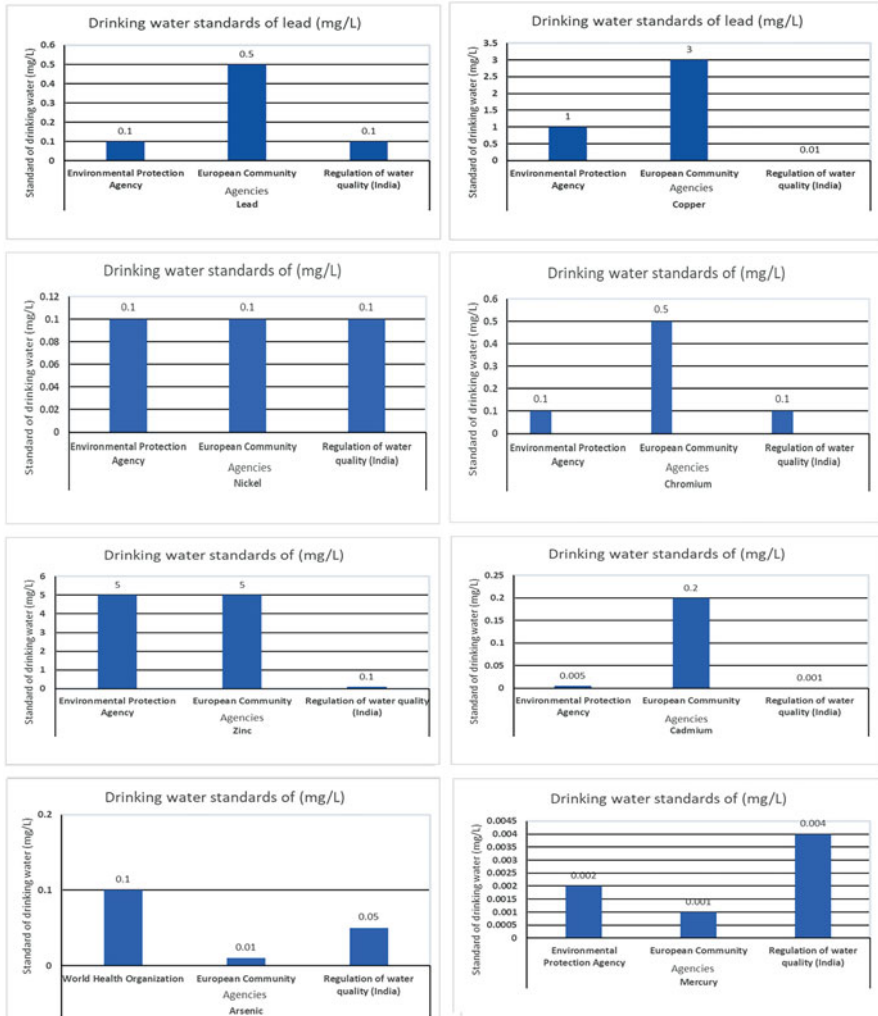 Drinking water standards of lead (mg/L)
Standard of drinking water (mg/L)
0.6
0.5
0.4
0.3
0.2
0.1
0
0.1
0.5
0.1
Environmental Protection Agency
European Community
Regulation of water quality (India)
Agencies
Lead
Drinking water standards of lead (mg/L)
Standard of drinking water (mg/L)
3.5
3
2.5
2
1.5
1
0.5
0
1
3
0.01
Environmental Protection Agency
European Community
Regulation of water quality (India)
Agencies
Copper
Drinking water standards of (mg/L)
Standard of drinking water (mg/L)
0.12
0.1
0.08
0.06
0.04
0.02
0
0.1
0.1
0.1
Environmental Protection Agency
European Community
Regulation of water quality (India)
Agencies
Nickel
Drinking water standards of (mg/L)
Standard of drinking water (mg/L)
0.6
0.5
0.4
0.3
0.2
0.1
0
0.1
0.5
0.1
Environmental Protection Agency
European Community
Regulation of water quality (India)
Agencies
Chromium
Drinking water standards of (mg/L)
Standard of drinking water (mg/L)
6
5
4
3
2
1
0
5
5
0.1
Environmental Protection Agency
European Community
Regulation of water quality (India)
Agencies
Zinc
Drinking water standards of (mg/L)
Standard of drinking water (mg/L)
0.25
0.2
0.15
0.1
0.05
0
0.005
0.2
0.001
Environmental Protection Agency
European Community
Regulation of water quality (India)
Agencies
Cadmium
Drinking water standards of (mg/L)
Standard of drinking water (mg/L)
0.2
0.1
0
0.1
0.01
0.05
World Health Organization
European Community
Regulation of water quality (India)
Agencies
Arsenic
Drinking water standards of (mg/L)
Standard of drinking water (mg/L)
0.0045
0.004
0.0035
0.003
0.0025
0.002
0.0015
0.001
0.0005
0
0.002
0.001
0.004
Environmental Protection Agency
European Community
Regulation of water quality (India)
Agencies
Mercury